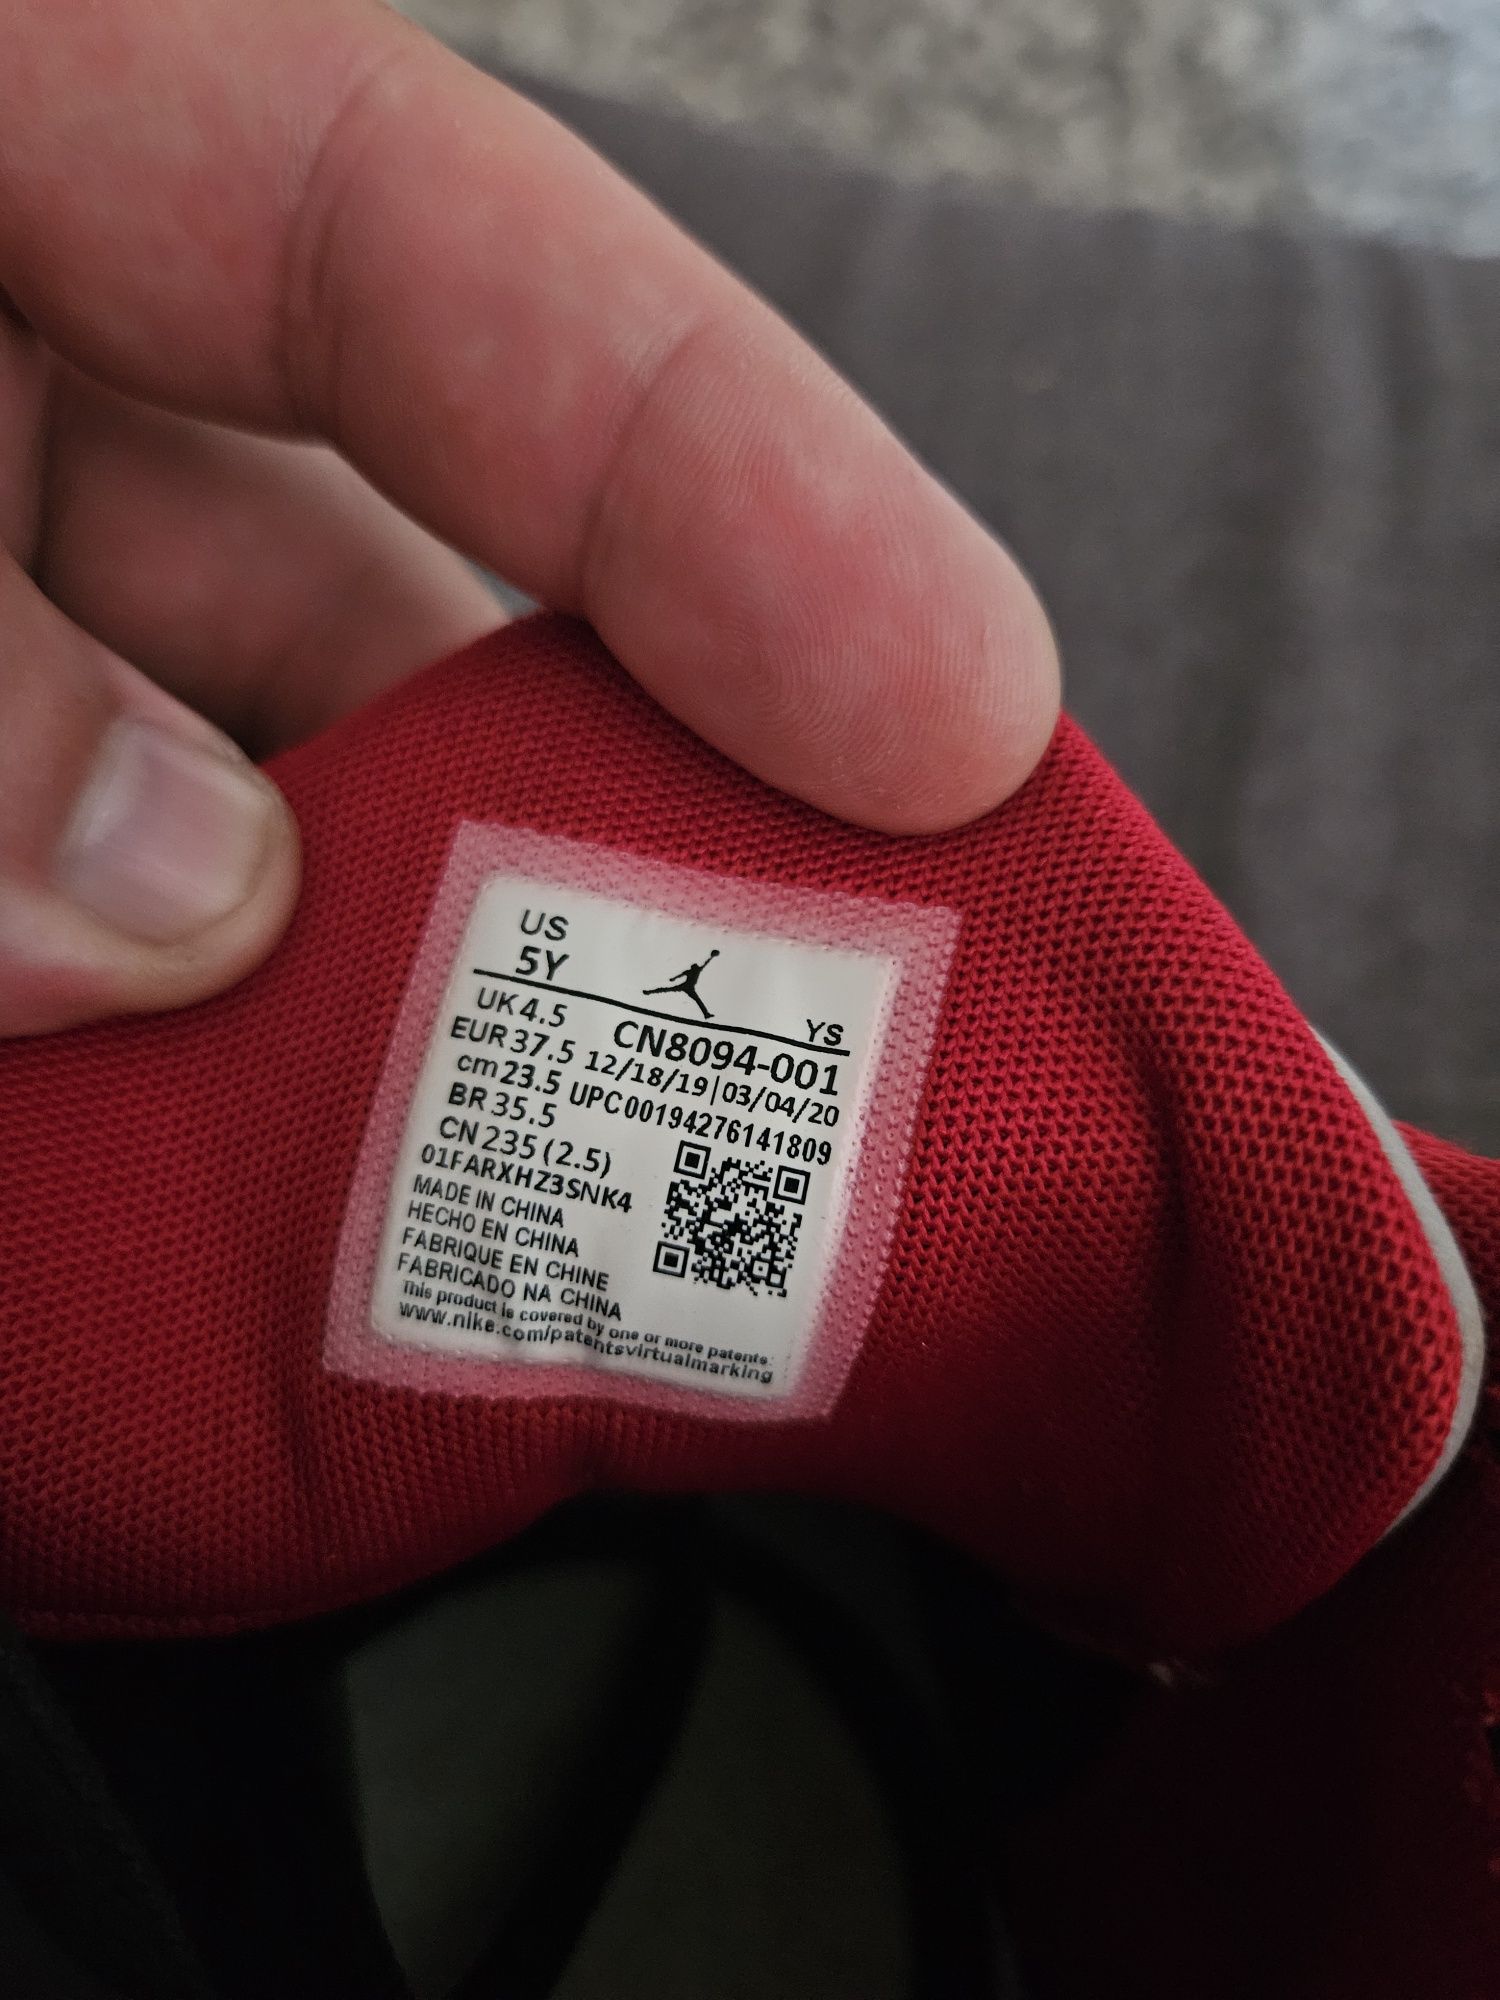 US
5Y
YS
UK 4.5
CN8094-001
EUR 37.5
12/18/19|03/04/20
cm 23.5
UPC00194276141809
BR 35.5
CN 235 (2.5)
01FARXHZ3SNK4
MADE IN CHINA
HECHO EN CHINA
FABRIQUE EN CHINE
FABRICADO NA CHINA
This product is covered by one or more patents:
www.nike.com/patentsvirtualmarking